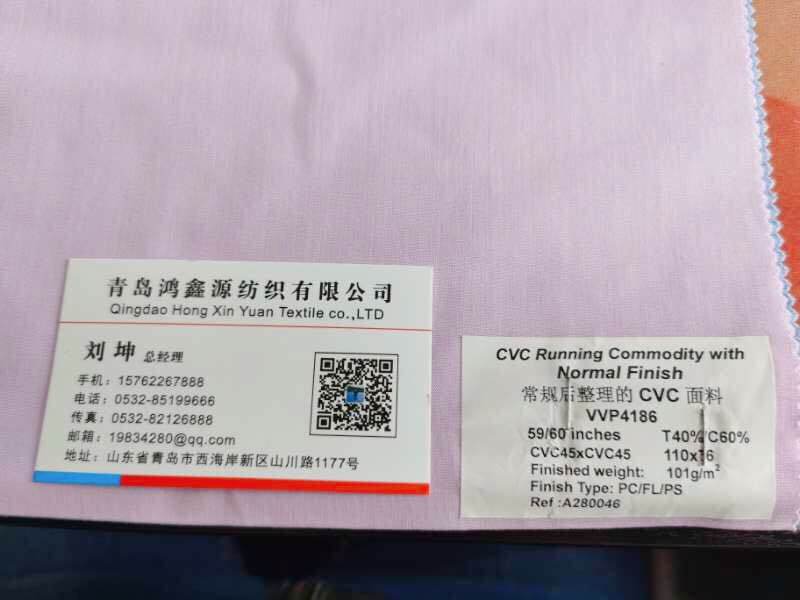 青岛鸿鑫源纺织有限公司
Qingdao Hong Xin Yuan Textile co.,LTD
刘坤 总经理
手机：15762267888
电话：0532-85199666
传真：0532-82126888
邮箱：19834280@qq.com
地址：山东省青岛市西海岸新区山川路1177号
CVC Running Commodity with
Normal Finish
常规后整理的 CVC 面料
VVP4186
59/60 inches T40% C60%
CVC45xCVC45 110x76
Finished weight: 101g/m²
Finish Type: PC/FL/PS
Ref :A280046